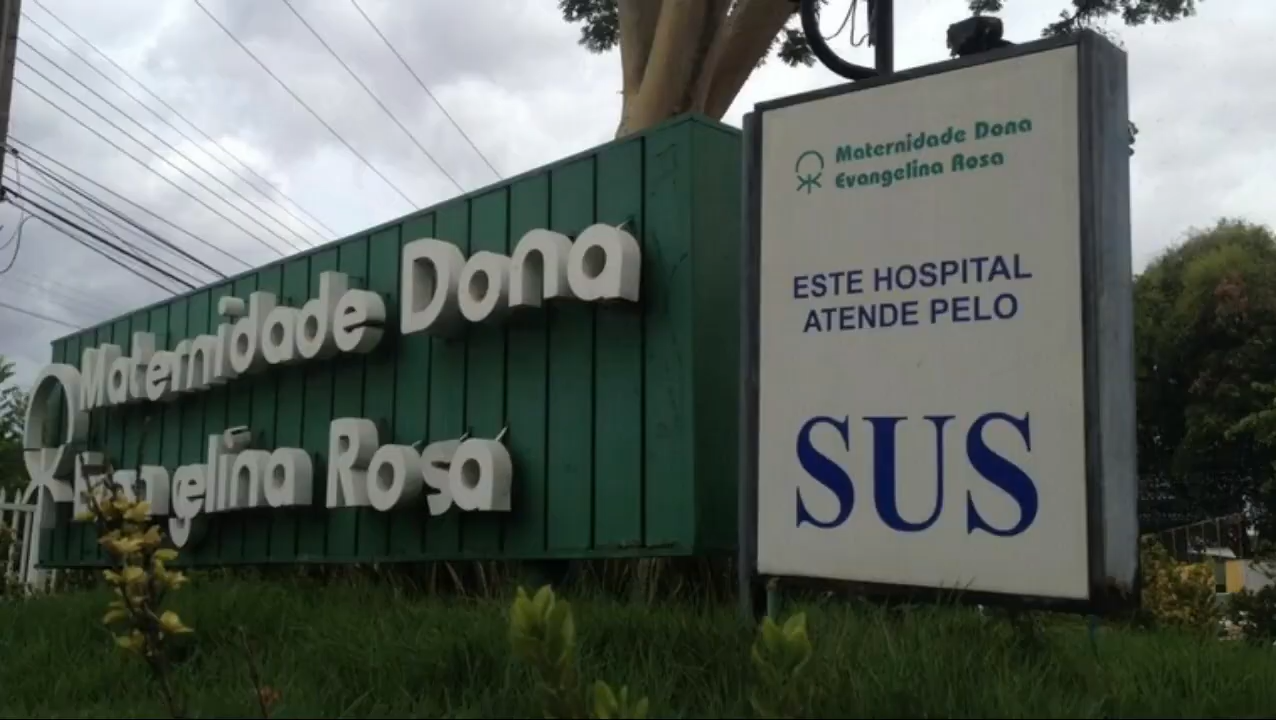 Maternidade Dona
Evangelina Rosa
Maternidade Dona
Evangelina Rosa
ESTE HOSPITAL
ATENDE PELO
SUS